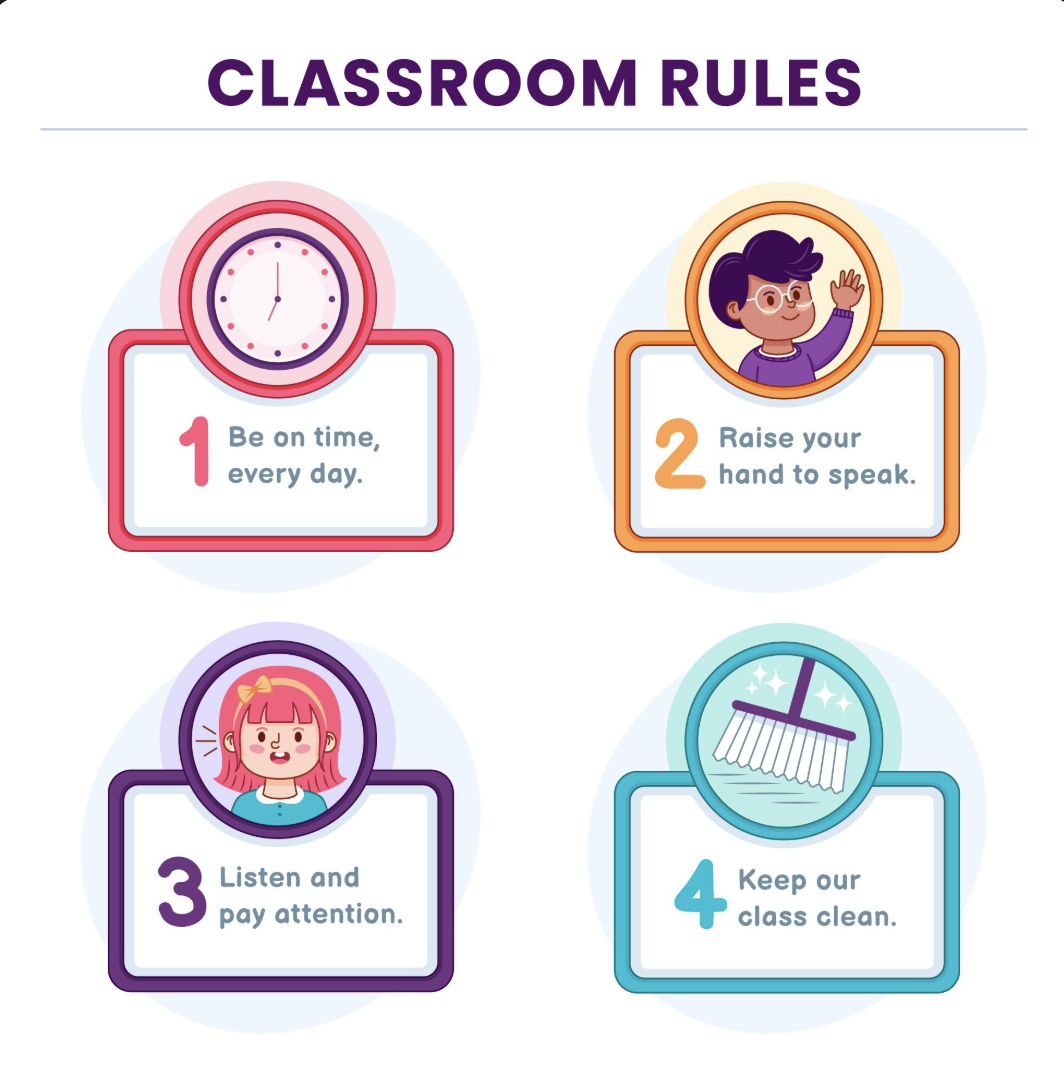 CLASSROOM RULES
1 Be on time,
every day.
2 Raise your
hand to speak.
3 Listen and
pay attention.
4 Keep our
class clean.